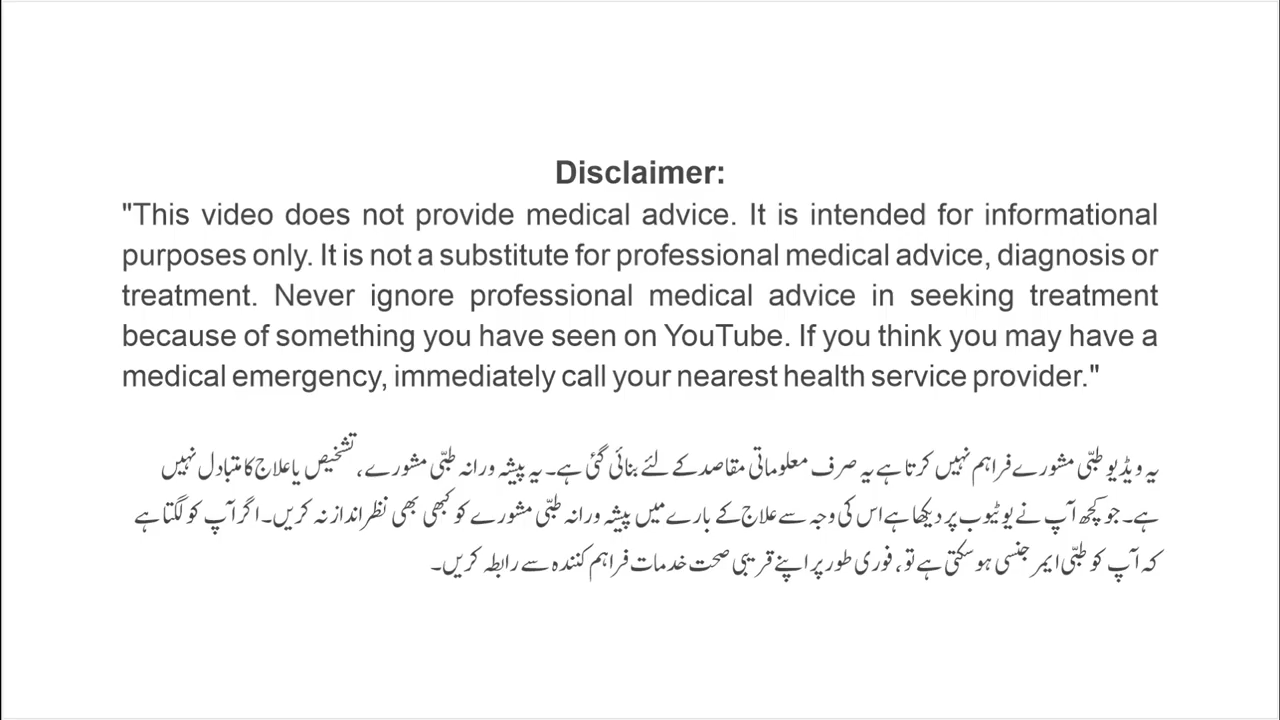 Disclaimer:
"This video does not provide medical advice. It is intended for informational
purposes only. It is not a substitute for professional medical advice, diagnosis or
treatment. Never ignore professional medical advice in seeking treatment
because of something you have seen on YouTube. If you think you may have a
medical emergency, immediately call your nearest health service provider."
یہ ویڈیو طبّی مشورے فراہم نہیں کرتا ہے یہ صرف معلوماتی مقاصد کے لئے بنائی گئی ہے۔ یہ پیشہ ورانہ طبّی مشورے، تشخیص یا علاج کا متبادل نہیں
ہے۔ جو کچھ آپ نے یوٹیوب پر دیکھا ہے اس کی وجہ سے علاج کے بارے میں پیشہ ورانہ طبّی مشورے کو کبھی بھی نظر انداز نہ کریں۔ اگر آپ کو لگتا ہے
کہ آپ کو طبّی ایمر جنسی ہو سکتی ہے تو، فوری طور پر اپنے قریبی صحت خدمات فراہم کنندہ سے رابطہ کریں۔